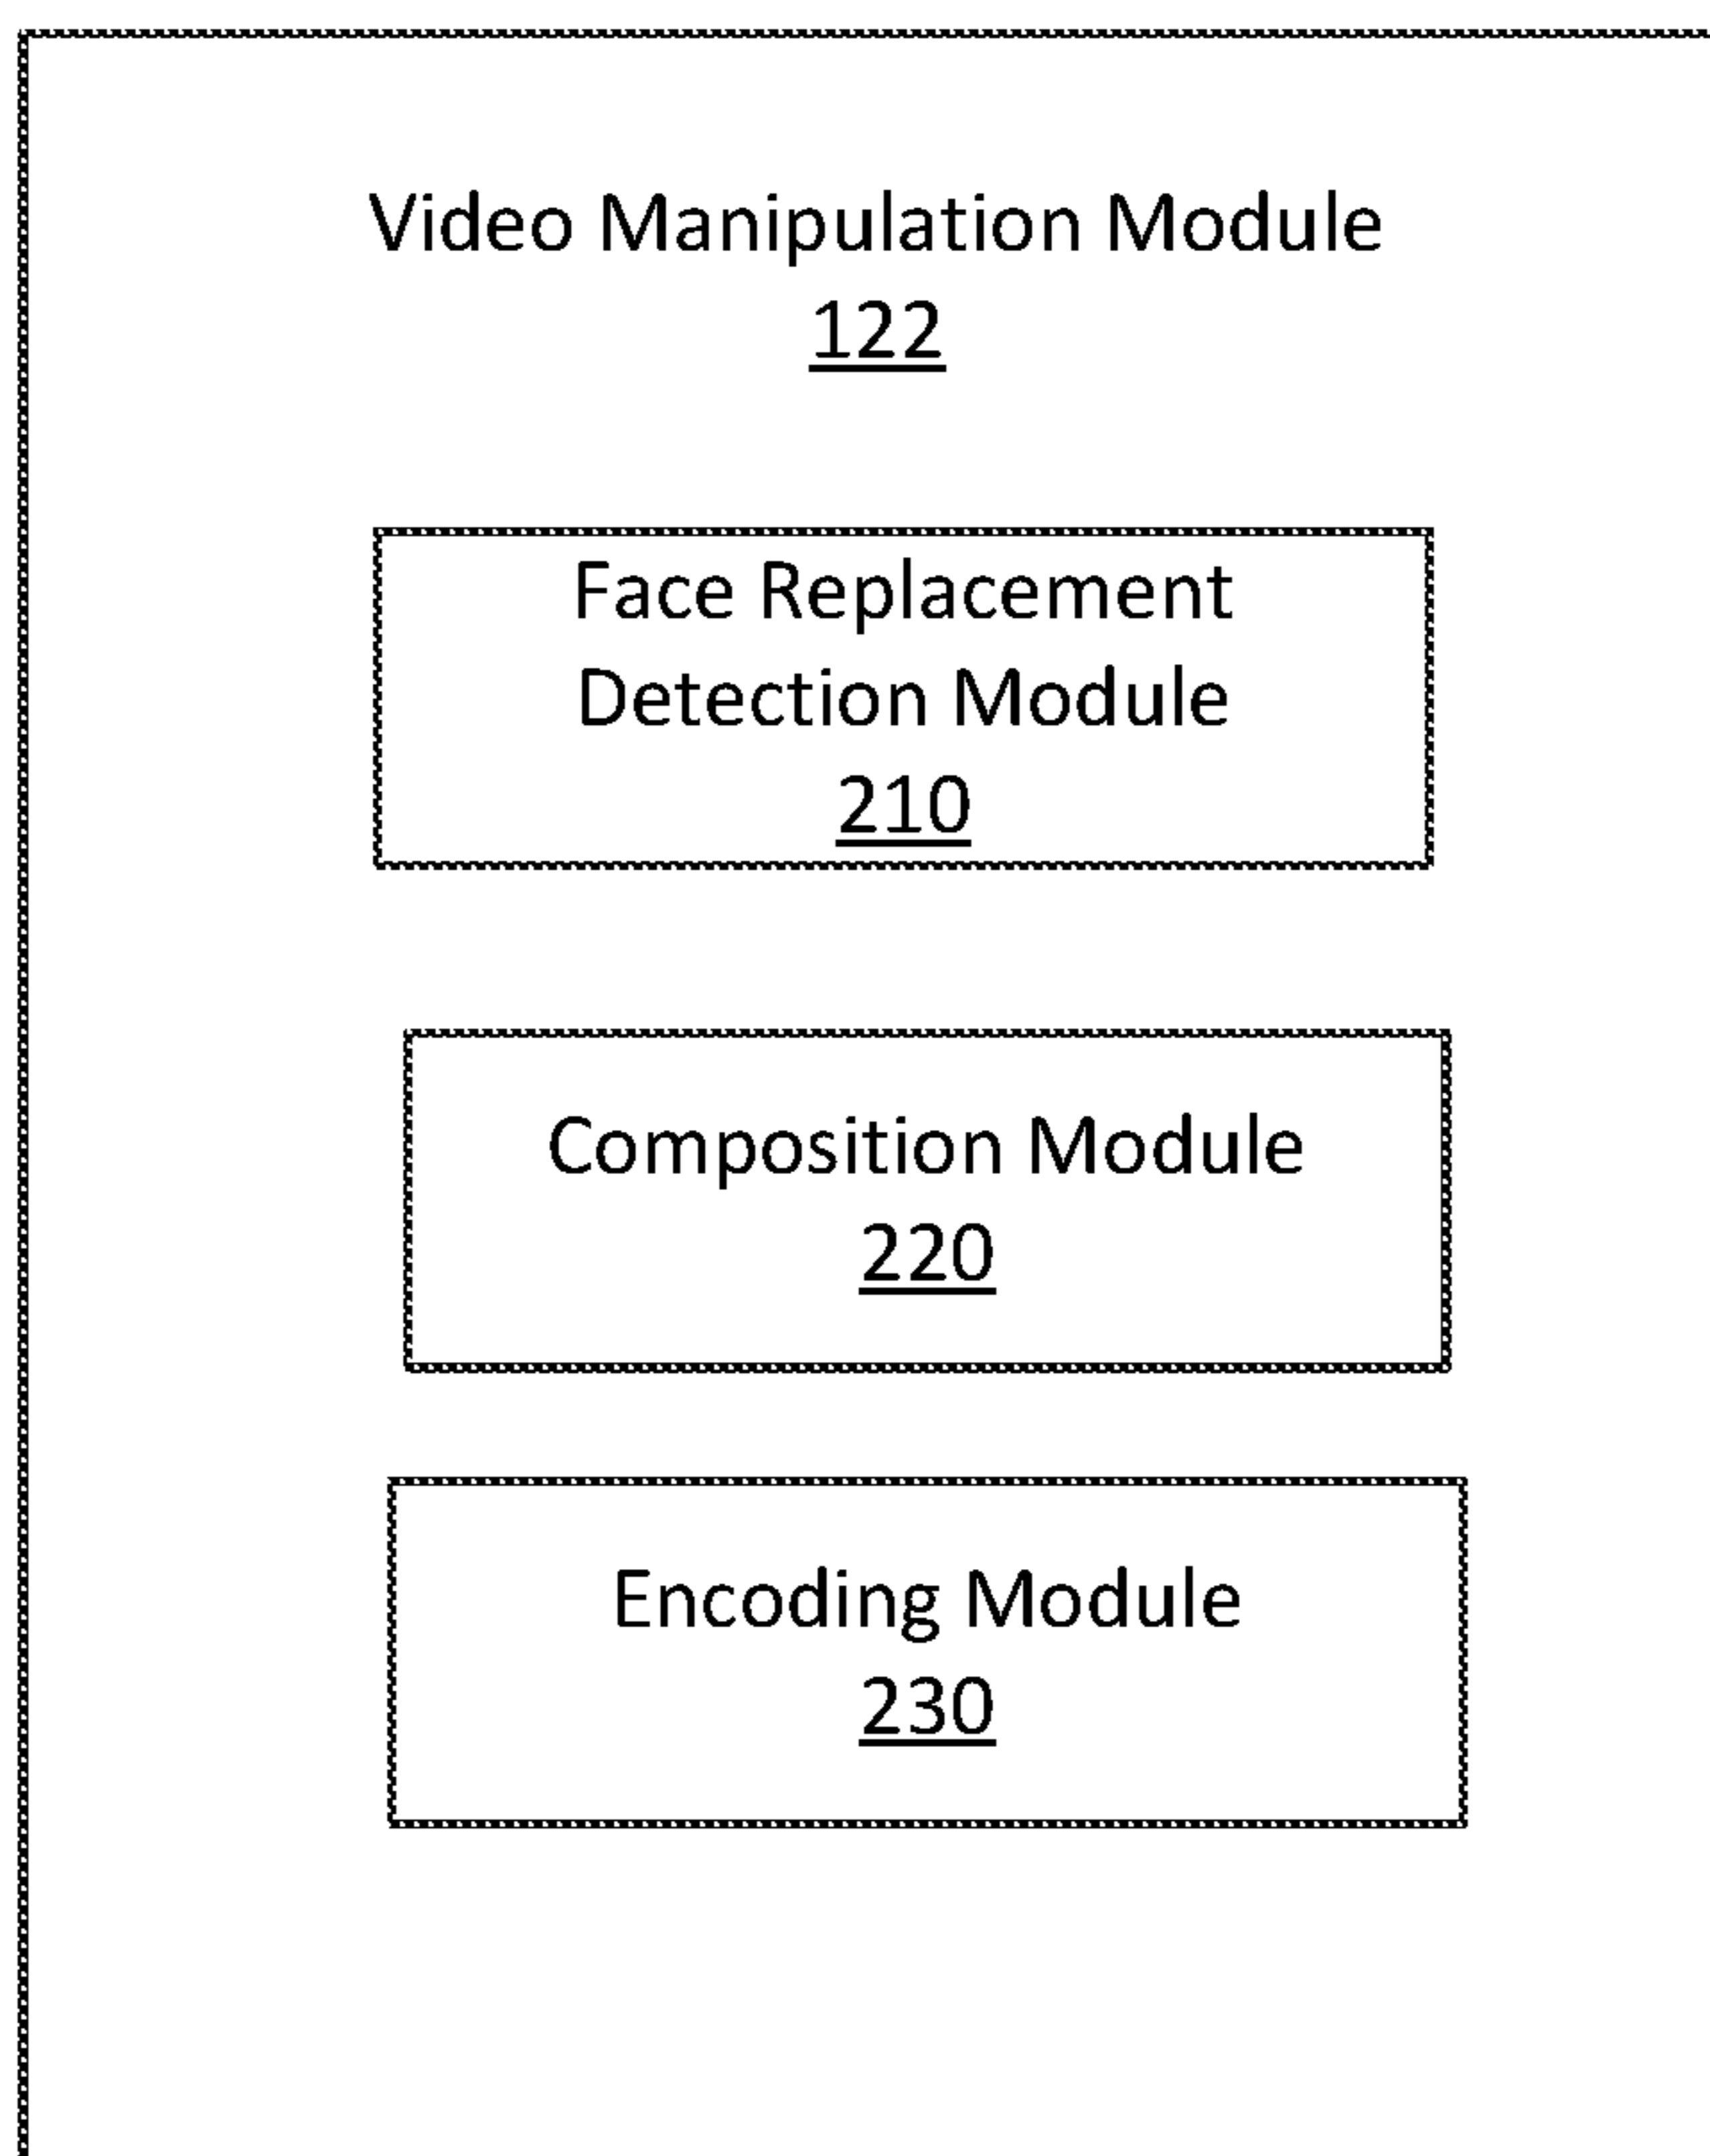 Video Manipulation Module
122
Face Replacement
Detection Module
210
Composition Module
220
Encoding Module
230